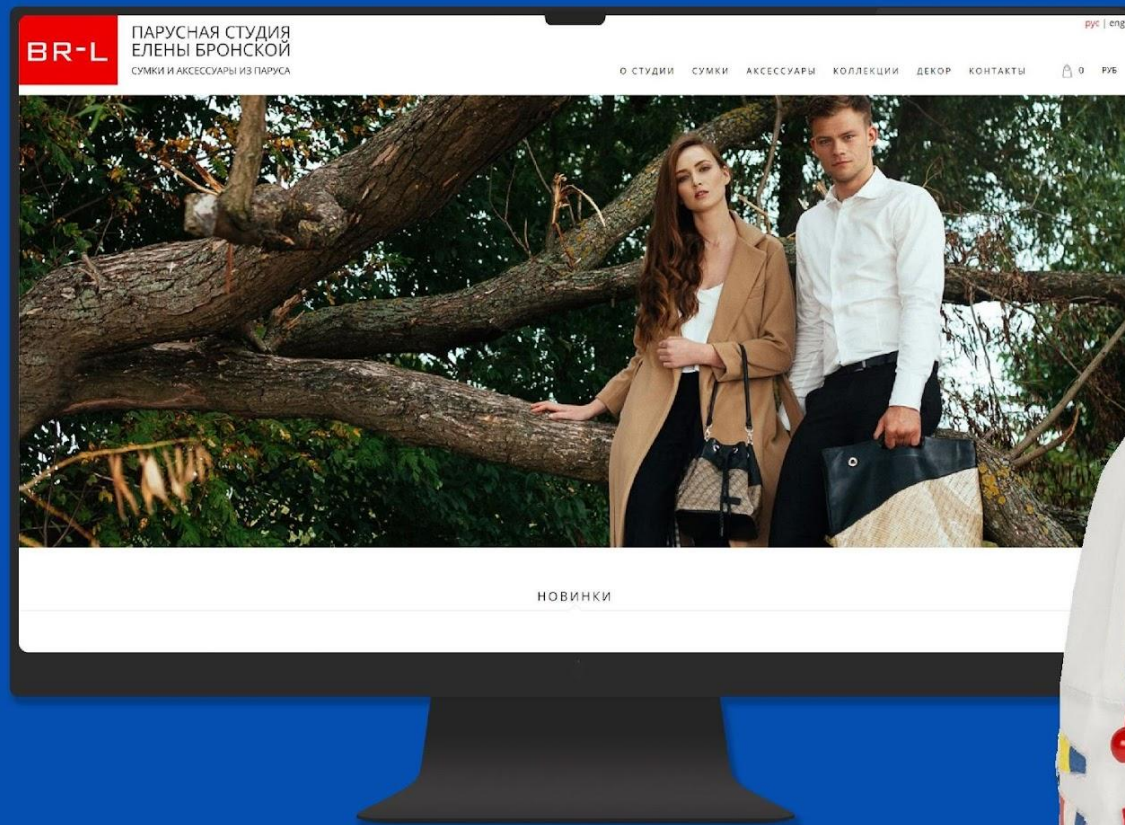 BR-L
ПАРУСНАЯ СТУДИЯ
ЕЛЕНЫ БРОНСКОЙ
СУМКИ И АКСЕССУАРЫ ИЗ ПАРУСА
рус | eng
О СТУДИИ СУМКИ АКСЕССУАРЫ КОЛЛЕКЦИИ ДЕКОР КОНТАКТЫ 0 РУБ
НОВИНКИ